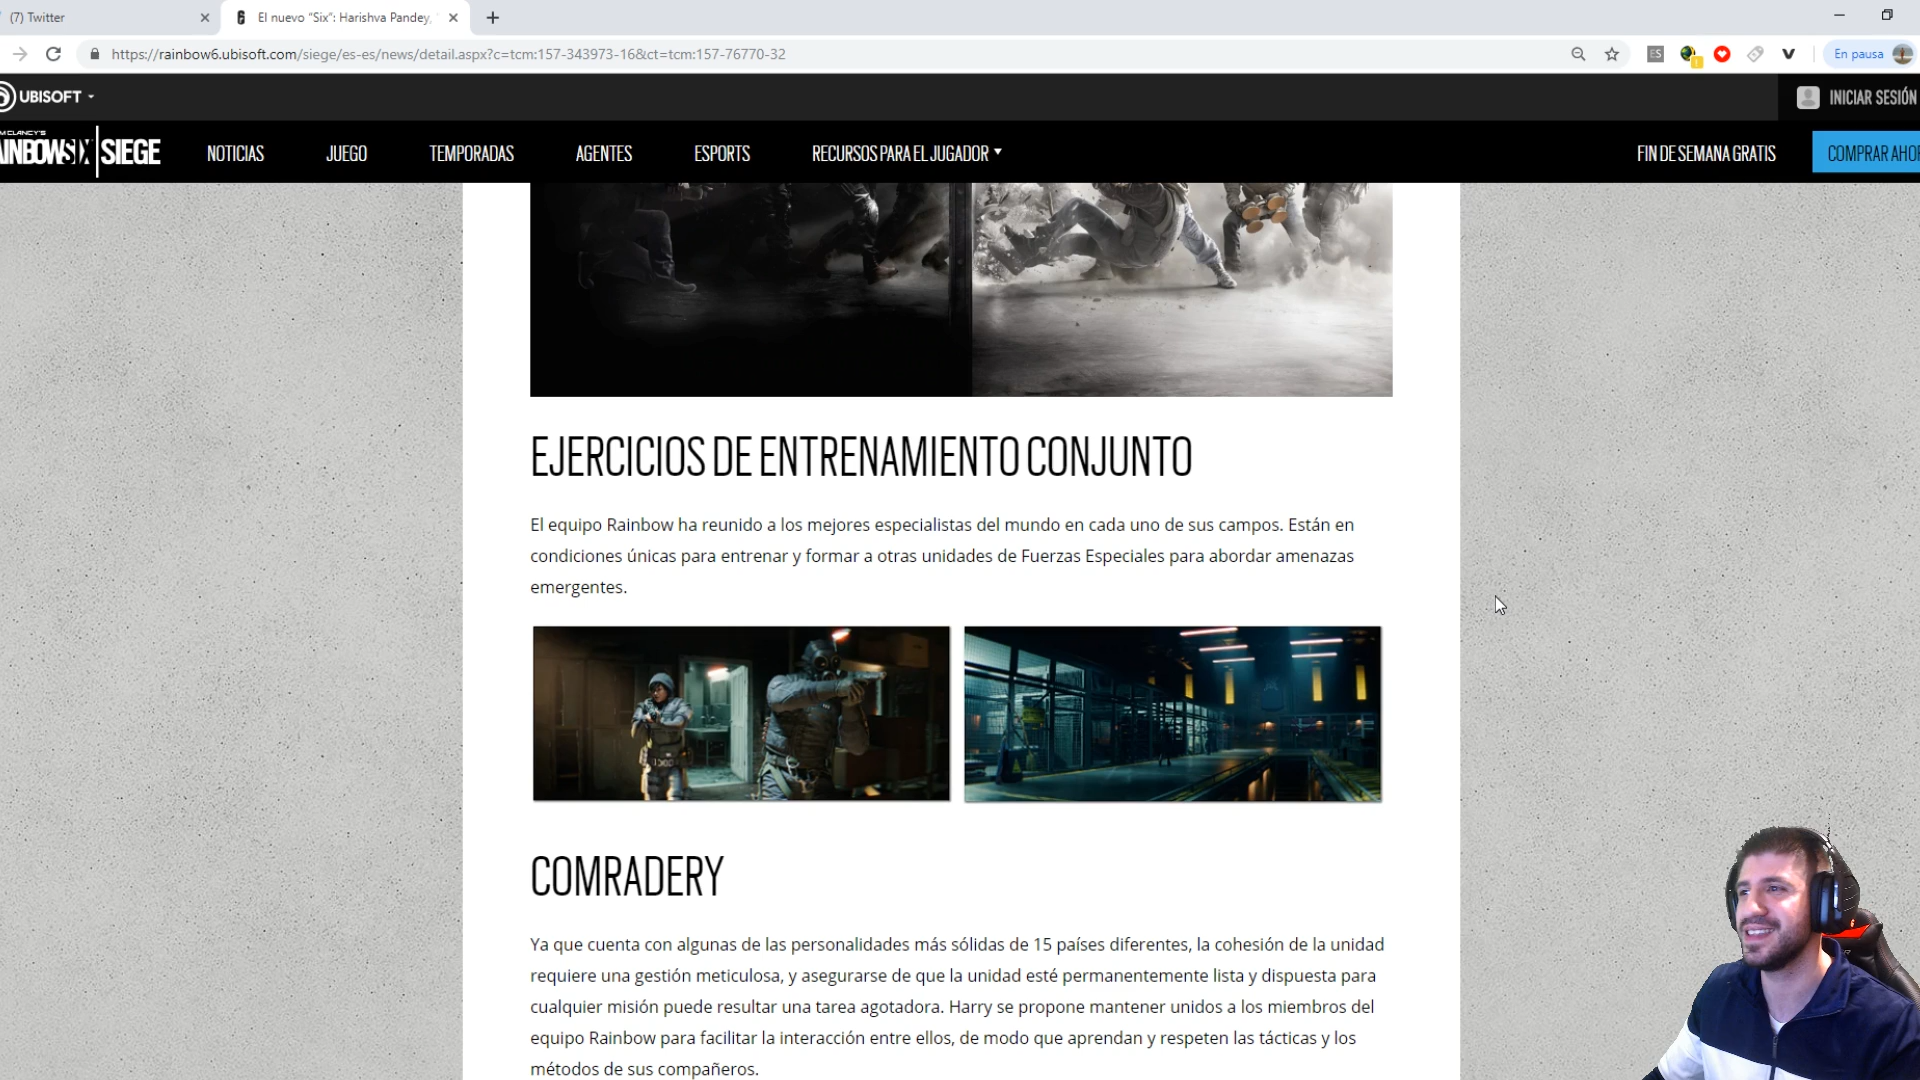 (7) Twitter
El nuevo "Six": Harishva Pandey,
https://rainbow6.ubisoft.com/siege/es-es/news/detail.aspx?c=tcm:157-343973-16&ct=tcm:157-76770-32
ES
En pausa
UBISOFT
INICIAR SESIÓN
M CLANCY'S
AINBOWSIX SIEGE
NOTICIAS
JUEGO
TEMPORADAS
AGENTES
ESPORTS
RECURSOS PARA EL JUGADOR
FIN DE SEMANA GRATIS
COMPRAR AHOR
EJERCICIOS DE ENTRENAMIENTO CONJUNTO
El equipo Rainbow ha reunido a los mejores especialistas del mundo en cada uno de sus campos. Están en
condiciones únicas para entrenar y formar a otras unidades de Fuerzas Especiales para abordar amenazas
emergentes.
COMRADERY
Ya que cuenta con algunas de las personalidades más sólidas de 15 países diferentes, la cohesión de la unidad
requiere una gestión meticulosa, y asegurarse de que la unidad esté permanentemente lista y dispuesta para
cualquier misión puede resultar una tarea agotadora. Harry se propone mantener unidos a los miembros del
equipo Rainbow para facilitar la interacción entre ellos, de modo que aprendan y respeten las tácticas y los
métodos de sus compañeros.